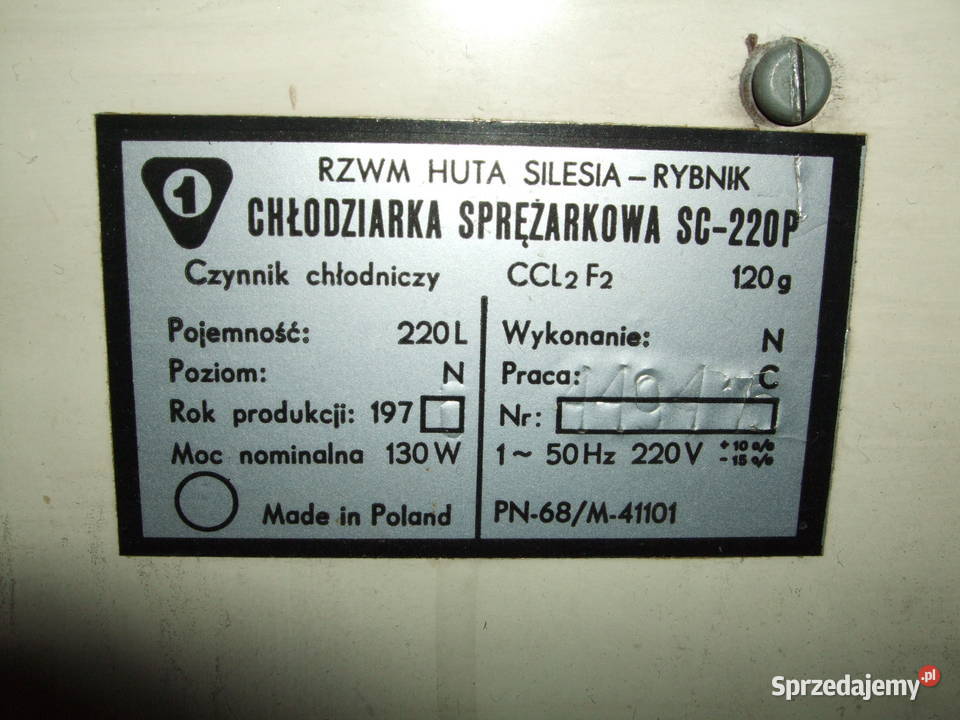 1
RZWM HUTA SILESIA – RYBNIK
CHŁODZIARKA SPRĘŻARKOWA SC-220P
Czynnik chłodniczy CCL2 F2 120g
Pojemność: 220L
Poziom: N
Rok produkcji: 197
Moc nominalna 130W
Made in Poland
Wykonanie: N
Praca: C
Nr:
1~ 50Hz 220V +10 o/o -15 o/o
PN-68/M-41101
Sprzedajemy.pl